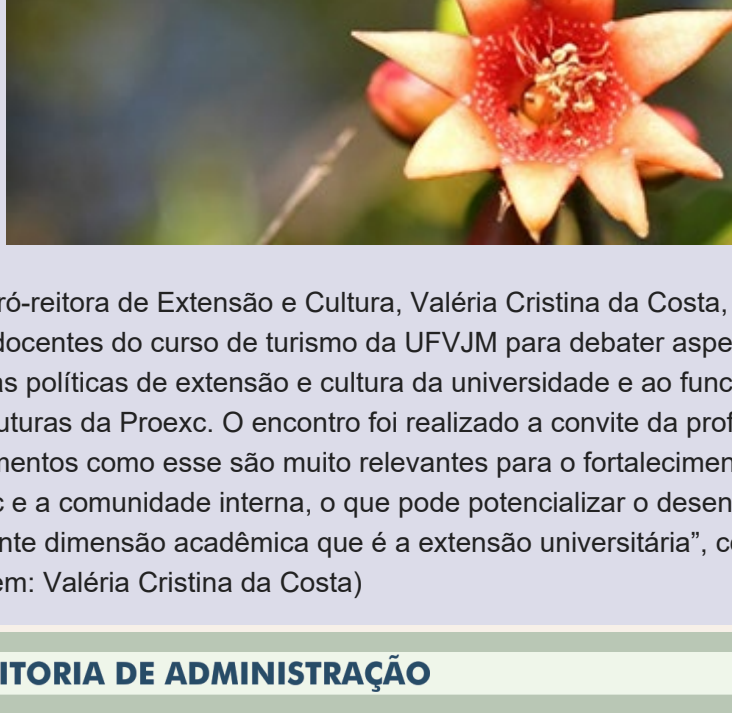 ró-reitora de Extensão e Cultura, Valéria Cristina da Costa,
docentes do curso de turismo da UFVJM para debater aspe
as políticas de extensão e cultura da universidade e ao func
uturas da Proexc. O encontro foi realizado a convite da prof
mentos como esse são muito relevantes para o fortalecimen
c e a comunidade interna, o que pode potencializar o desen
nte dimensão acadêmica que é a extensão universitária”, co
em: Valéria Cristina da Costa)
ITORIA DE ADMINISTRAÇÃO